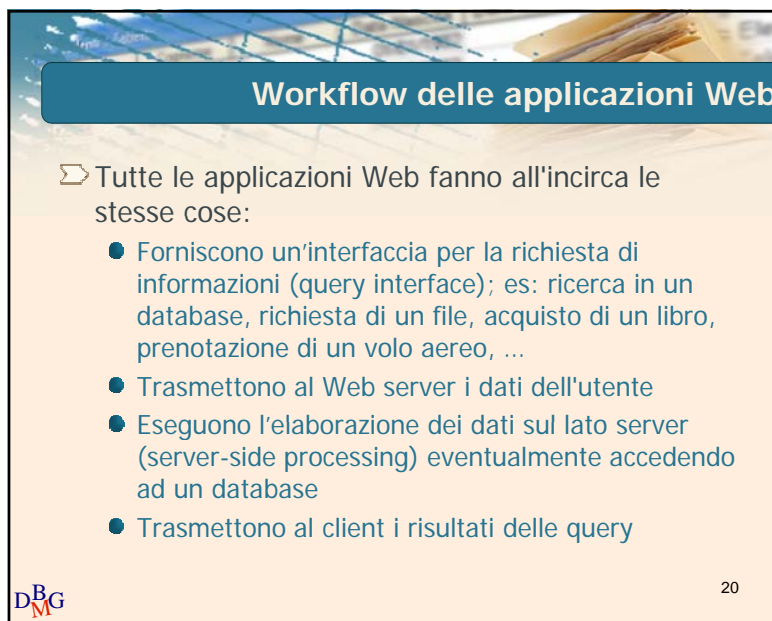 Workflow delle applicazioni Web
Tutte le applicazioni Web fanno all'incirca le
stesse cose:
Forniscono un'interfaccia per la richiesta di
informazioni (query interface); es: ricerca in un
database, richiesta di un file, acquisto di un libro,
prenotazione di un volo aereo, ...
Trasmettono al Web server i dati dell'utente
Eseguono l'elaborazione dei dati sul lato server
(server-side processing) eventualmente accedendo
ad un database
Trasmettono al client i risultati delle query
DBMG
20